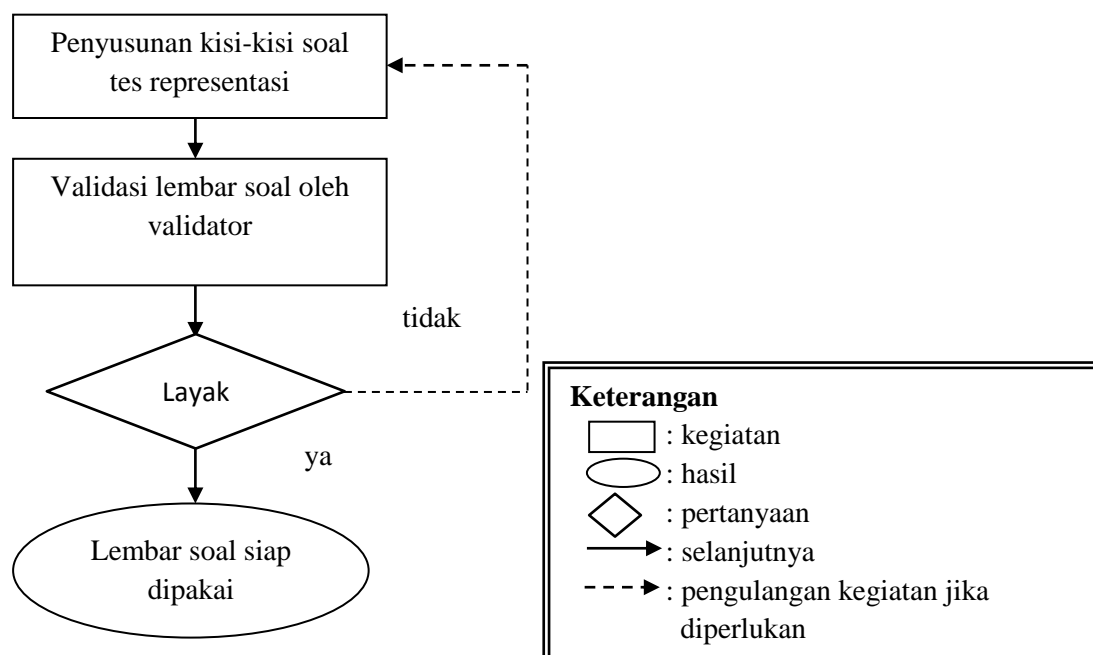 Penyusunan kisi-kisi soal
tes representasi
Validasi lembar soal oleh
validator
tidak
Layak
ya
Lembar soal siap
dipakai
Keterangan
: kegiatan
: hasil
: pertanyaan
: selanjutnya
: pengulangan kegiatan jika
diperlukan